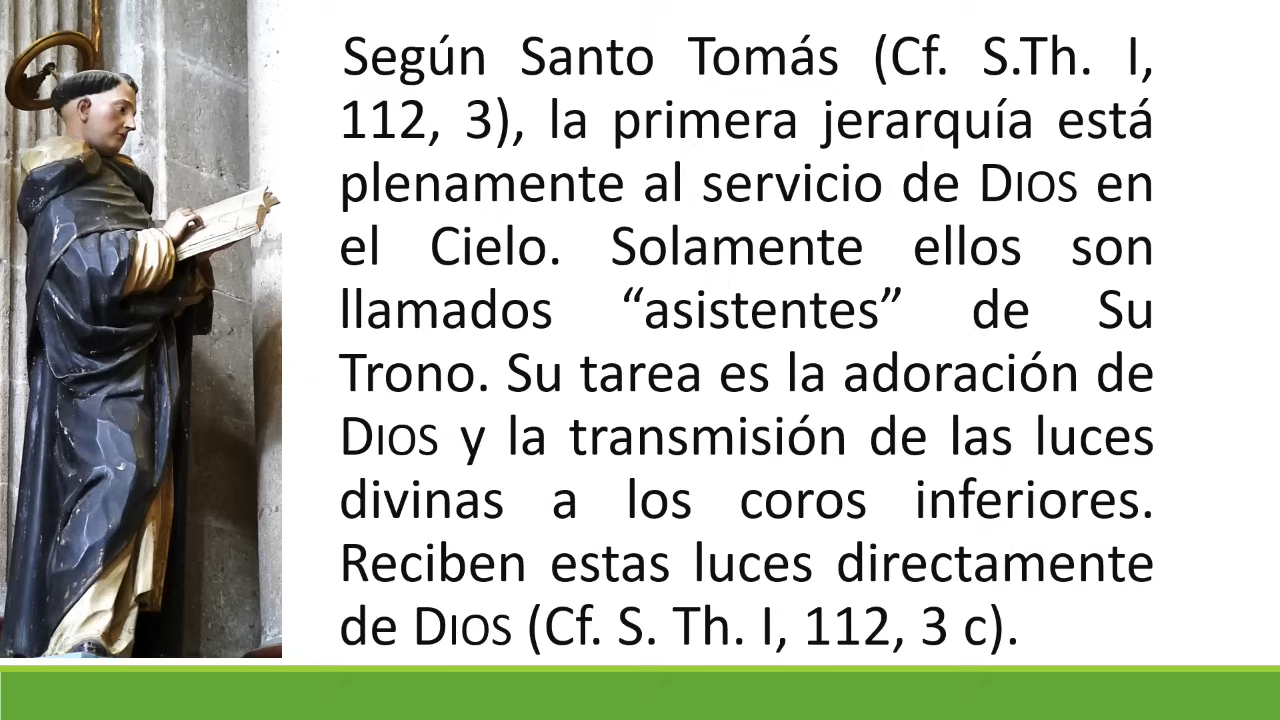 Según Santo Tomás (Cf. S.Th. I,
112, 3), la primera jerarquía está
plenamente al servicio de DIOS en
el Cielo. Solamente ellos son
llamados “asistentes” de Su
Trono. Su tarea es la adoración de
DIOS y la transmisión de las luces
divinas a los coros inferiores.
Reciben estas luces directamente
de DIOS (Cf. S. Th. I, 112, 3 c).